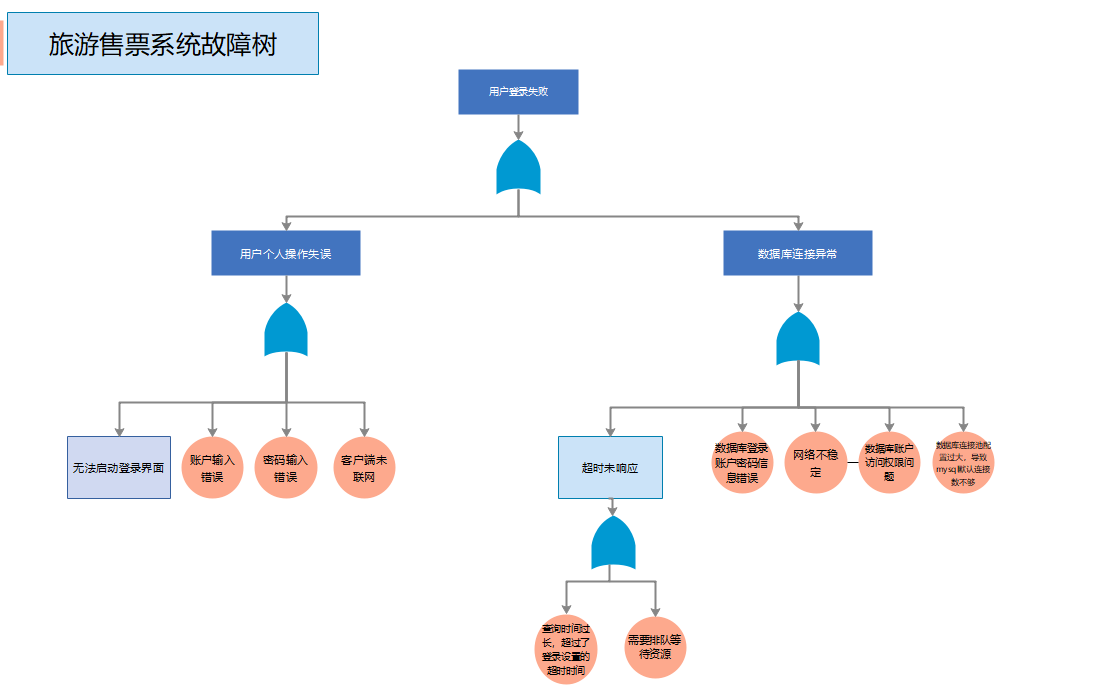 旅游售票系统故障树
用户登录失败
用户个人操作失误
数据库连接异常
无法启动登录界面
账户输入
错误
密码输入
错误
客户端未
联网
超时未响应
数据库登录
账户密码信
息错误
网络不稳
定
数据库账户
访问权限问
题
数据库连接池配
置过大，导致
mysql默认连接
数不够
查询时间过
长，超过了
登录设置的
超时时间
需要排队等
待资源